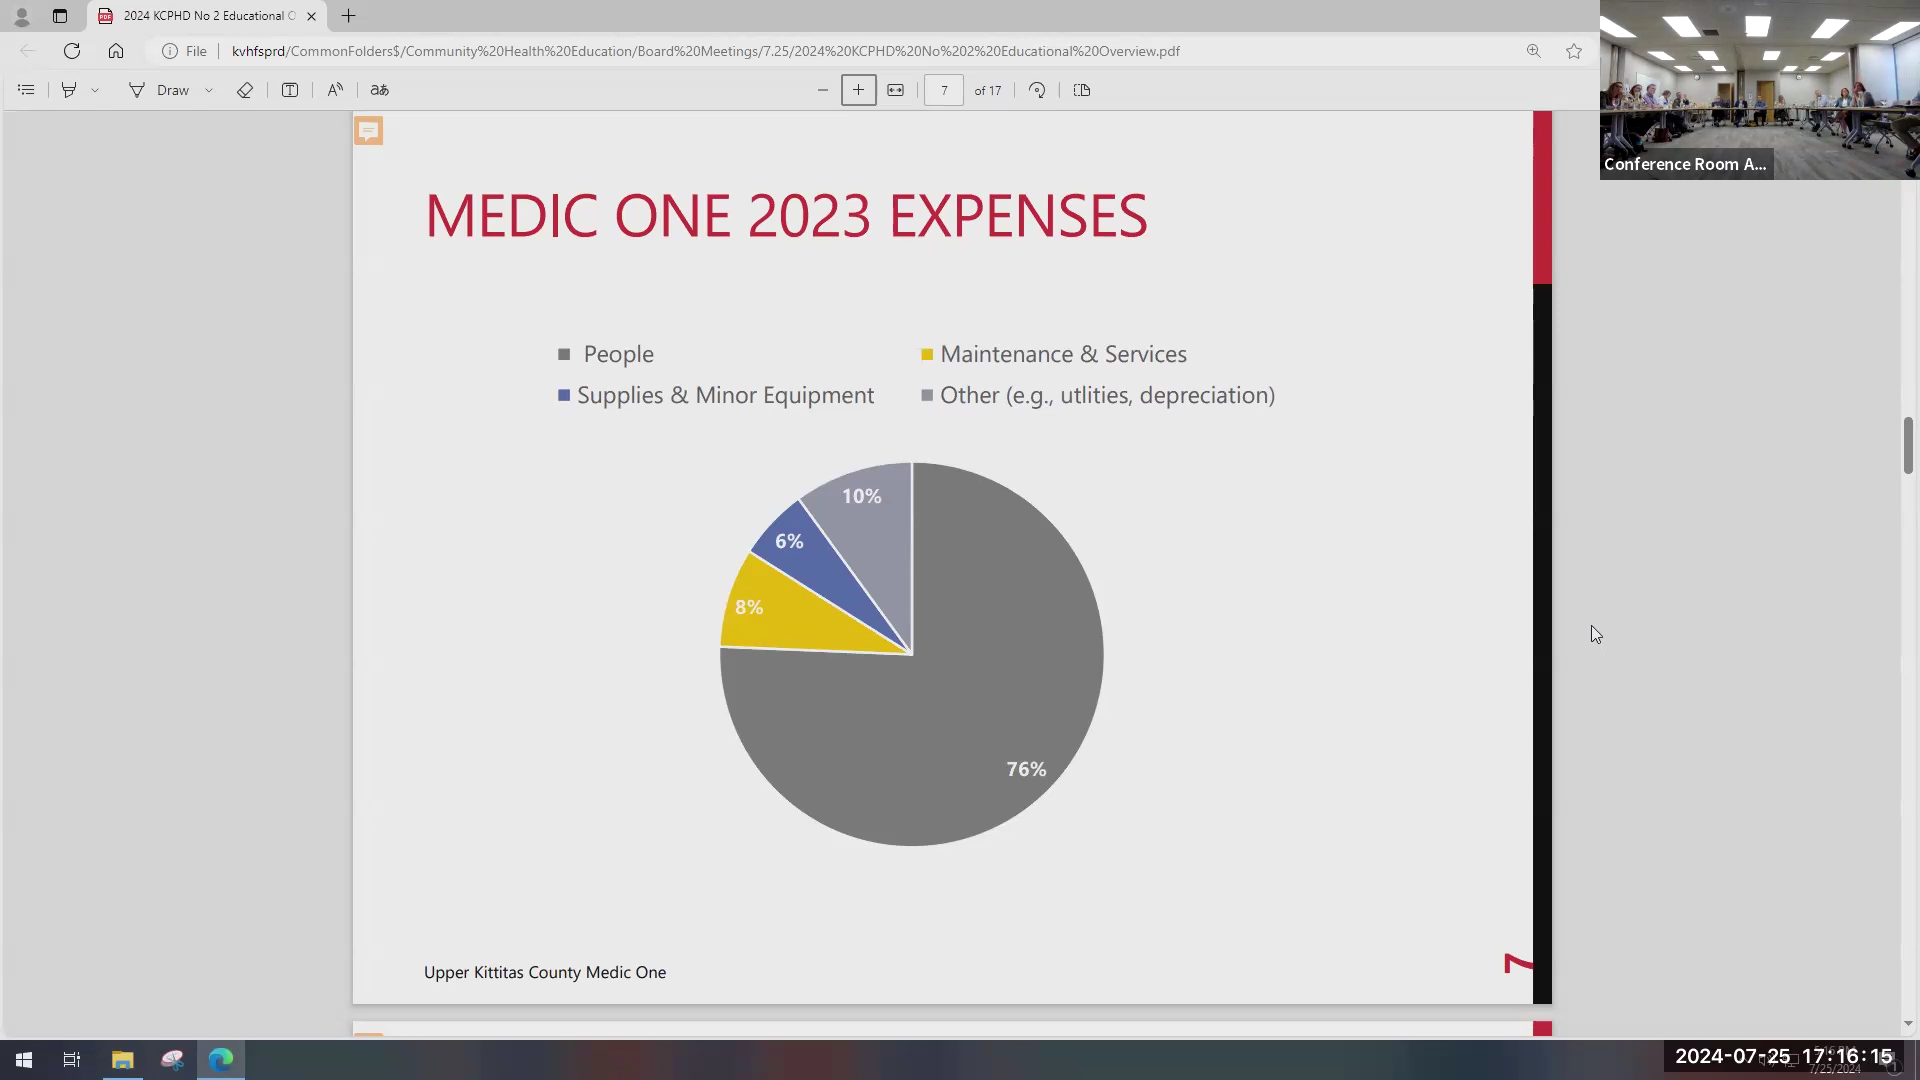 2024 KCPHD No 2 Educational O
File
kvhfsprd/CommonFolders$/Community%20Health%20Education/Board%20Meetings/7.25/2024%20KCPHD%20No%202%20Educational%20Overview.pdf
Draw
aあ
7 of 17
Conference Room A...
MEDIC ONE 2023 EXPENSES
People
Maintenance & Services
Supplies & Minor Equipment
Other (e.g., utlities, depreciation)
10%
6%
8%
76%
Upper Kittitas County Medic One
7
2024-07-25 17:16:15
7/25/2024